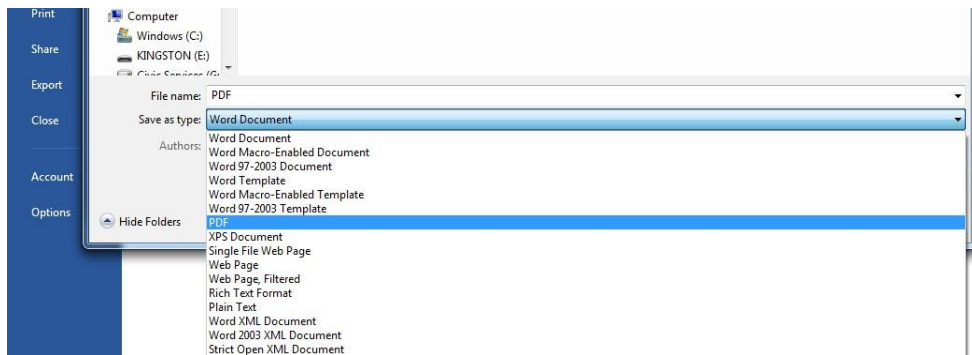 Print
Share
Export
Close
Account
Options
Computer
Windows (C:)
KINGSTON (E:)
Civic Services (G:
File name: PDF
Save as type: Word Document
Authors:
Word Document
Word Macro-Enabled Document
Word 97-2003 Document
Word Template
Word Macro-Enabled Template
Word 97-2003 Template
PDF
XPS Document
Single File Web Page
Web Page
Web Page, Filtered
Rich Text Format
Plain Text
Word XML Document
Word 2003 XML Document
Strict Open XML Document
Hide Folders